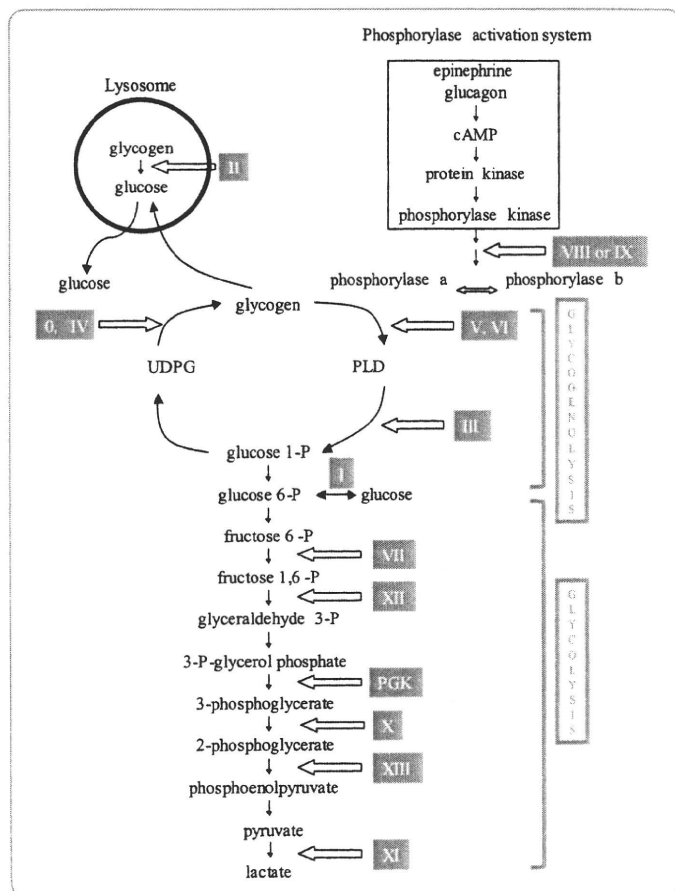 Phosphorylase activation system
Lysosome
epinephrine
glucagon
cAMP
protein kinase
phosphorylase kinase
glycogen
II
glucose
VIII or IX
glucose
phosphorylase a
phosphorylase b
glycogen
0, IV
V, VI
UDPG
PLD
III
glucose 1-P
I
glucose 6-P
glucose
fructose 6 -P
VII
fructose 1,6 -P
XII
glyceraldehyde 3-P
3-P-glycerol phosphate
PGK
3-phosphoglycerate
X
2-phosphoglycerate
XIII
phosphoenolpyruvate
pyruvate
XI
lactate
GLYCOGENOLYSIS
GLYCOLYSIS